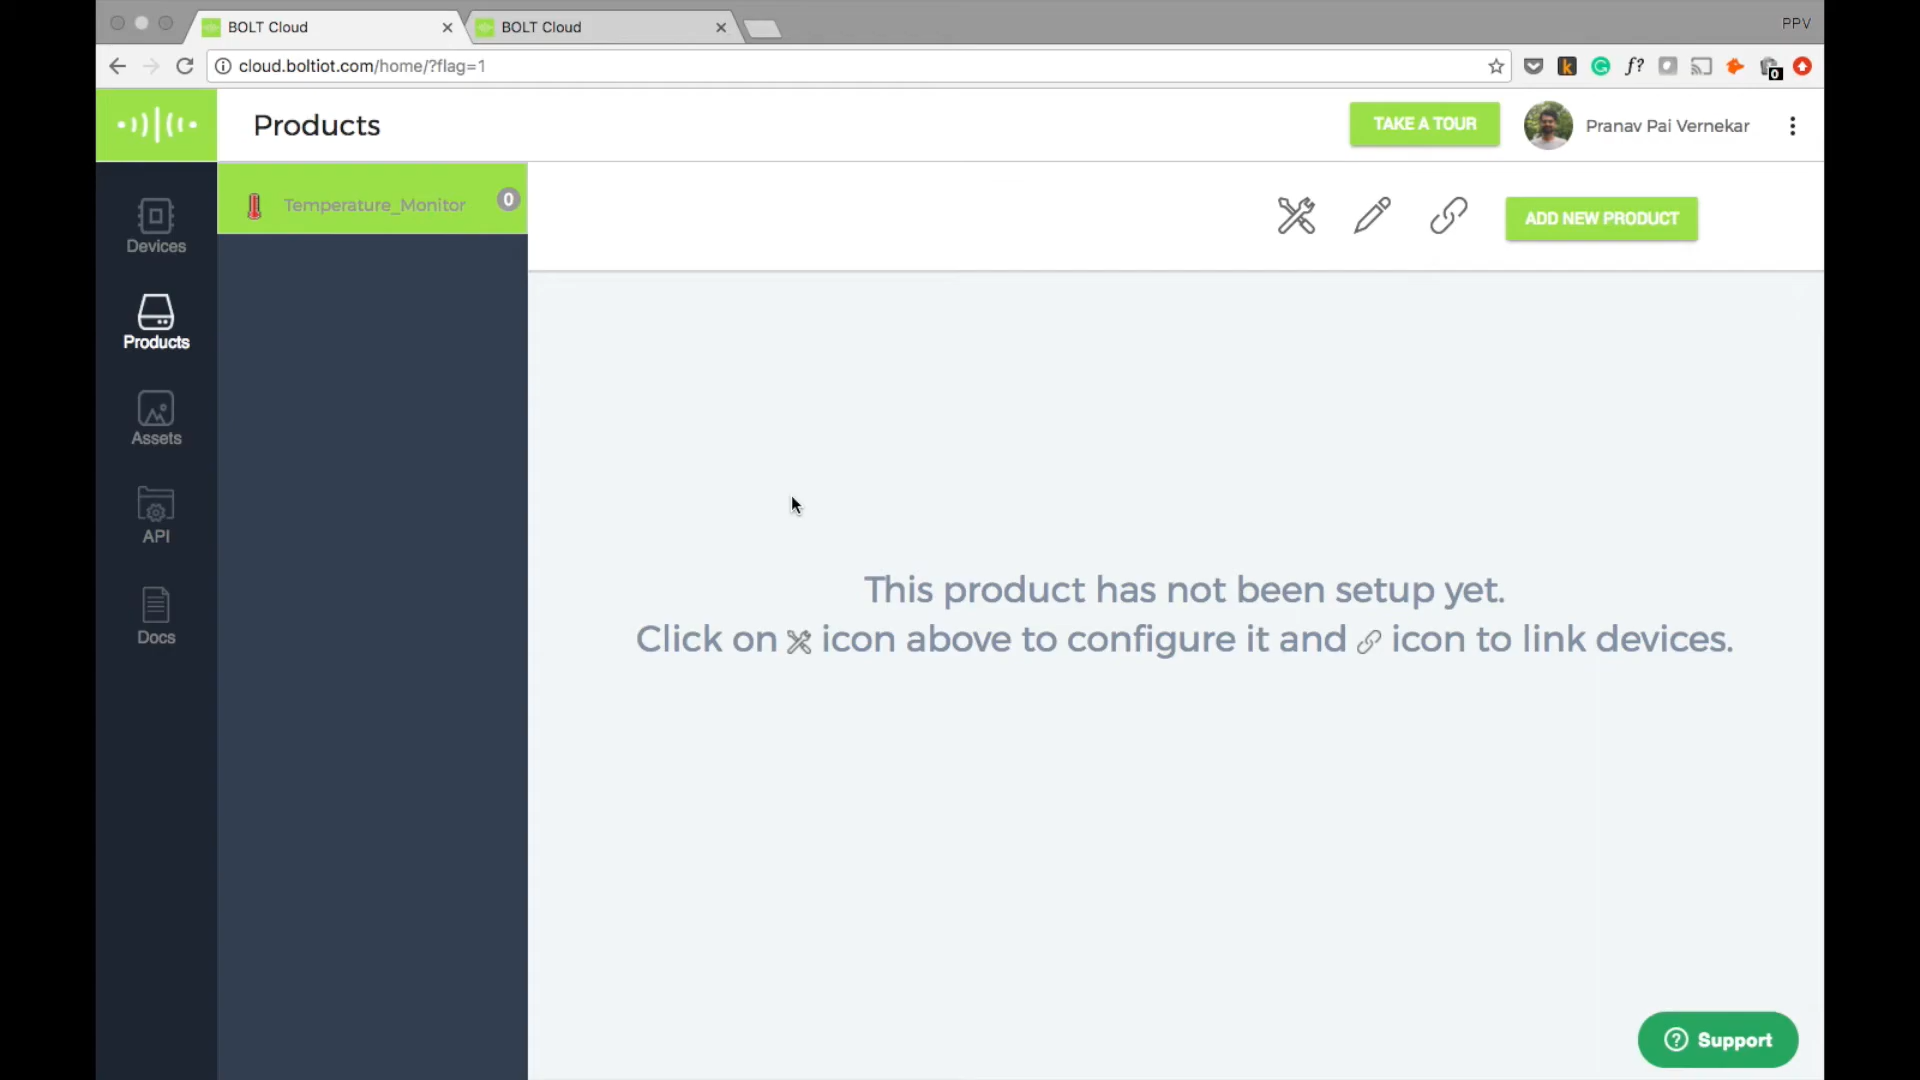 BOLT Cloud
BOLT Cloud
PPV
cloud.boltiot.com/home/?flag=1
k
f?
0
Products
TAKE A TOUR
Pranav Pai Vernekar
Temperature_Monitor
0
ADD NEW PRODUCT
Devices
Products
Assets
API
Docs
This product has not been setup yet.
Click on icon above to configure it and icon to link devices.
Support